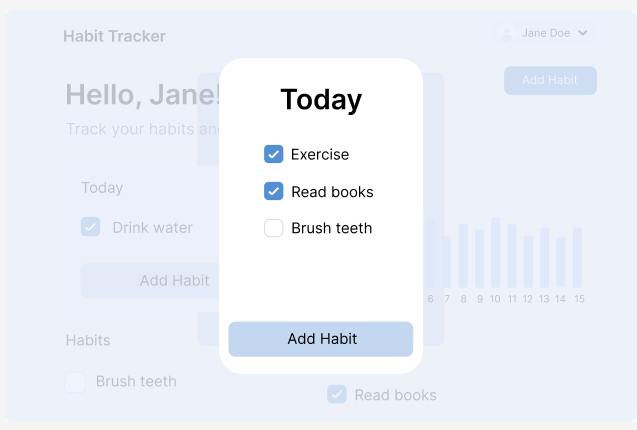 Habit Tracker
Jane Doe
Hello, Jane!
Add Habit
Track your habits an
Today
Drink water
Add Habit
Habits
Brush teeth
Today
Exercise
Read books
Brush teeth
Add Habit
6 7 8 9 10 11 12 13 14 15
Read books